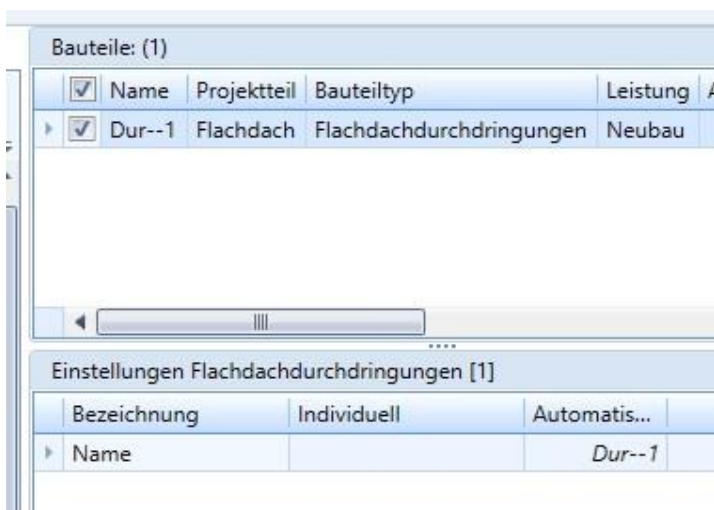 Bauteile: (1)
Name Projektteil Bauteiltyp Leistung A
Dur--1 Flachdach Flachdachdurchdringungen Neubau
Einstellungen Flachdachdurchdringungen [1]
Bezeichnung Individuell Automatis...
Name Dur--1